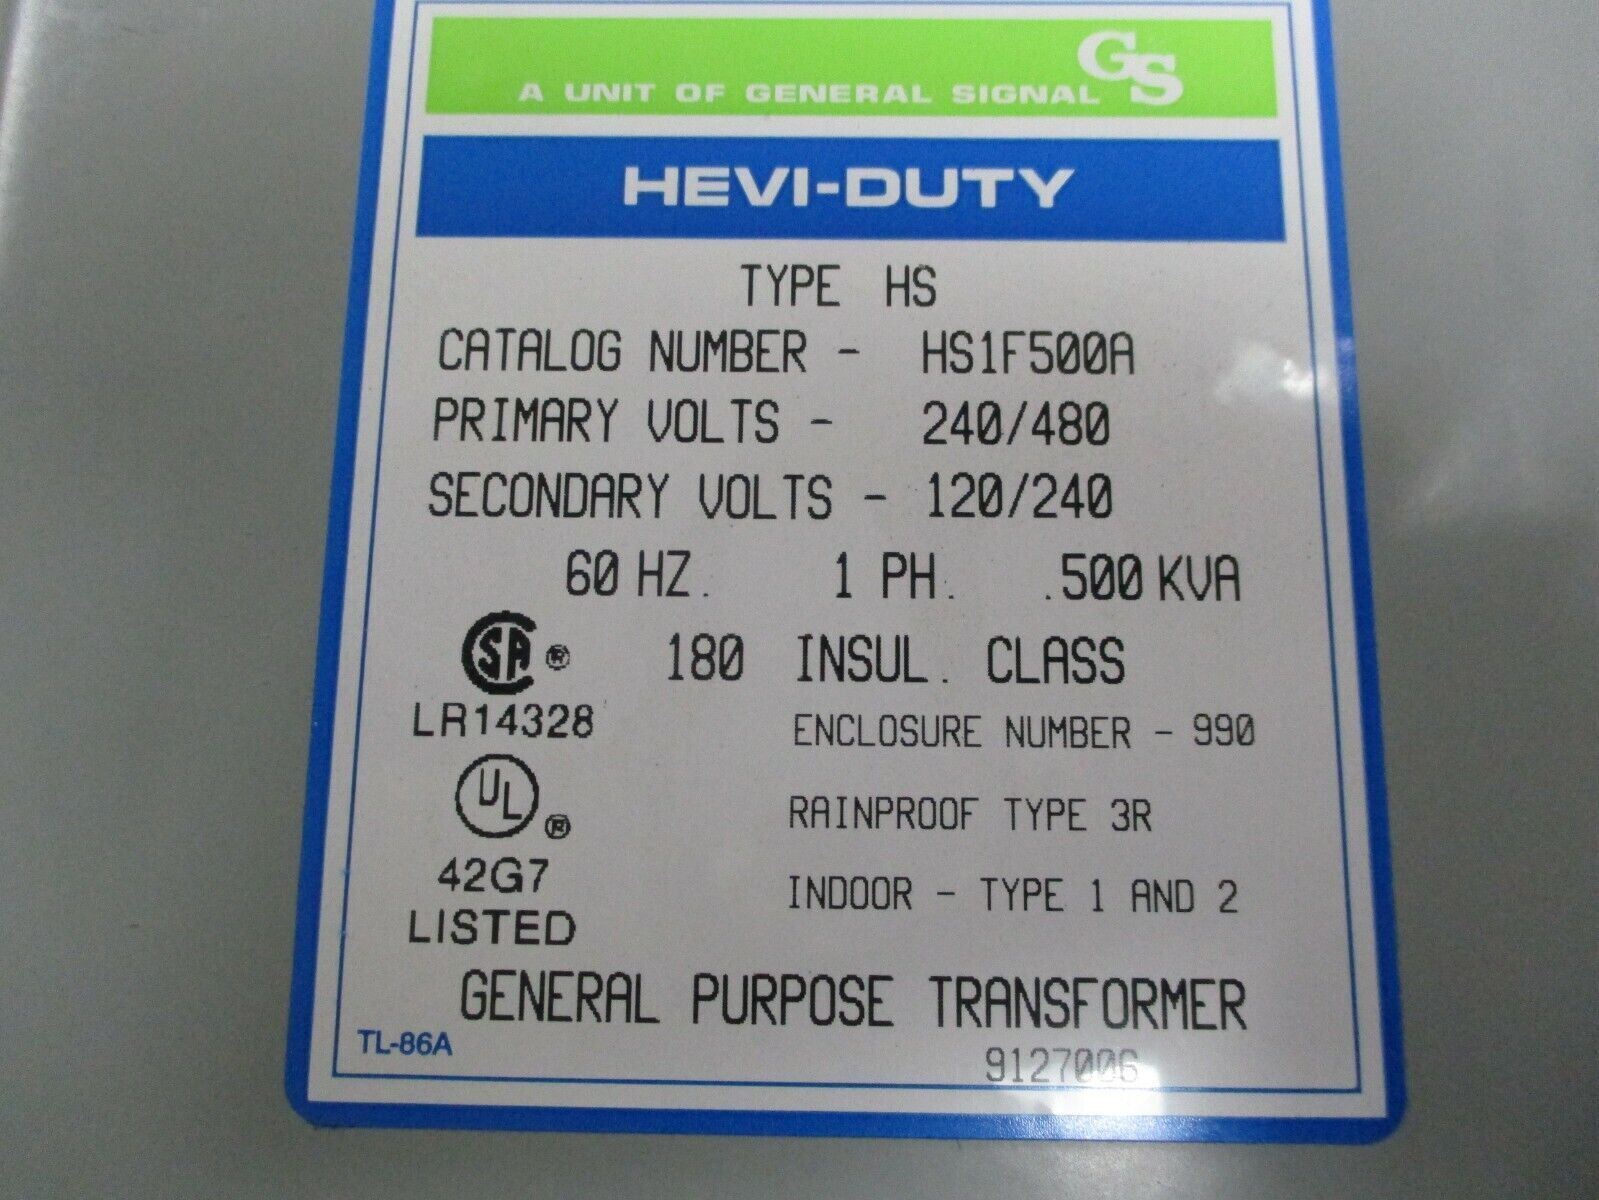 A UNIT OF GENERAL SIGNAL GS
HEVI-DUTY
TYPE HS
CATALOG NUMBER - HS1F500A
PRIMARY VOLTS - 240/480
SECONDARY VOLTS - 120/240
60 HZ. 1 PH. .500 KVA
SA ® 180 INSUL. CLASS
LR14328
ENCLOSURE NUMBER - 990
UL ®
RAINPROOF TYPE 3R
42G7
INDOOR - TYPE 1 AND 2
LISTED
GENERAL PURPOSE TRANSFORMER
TL-86A
9127006